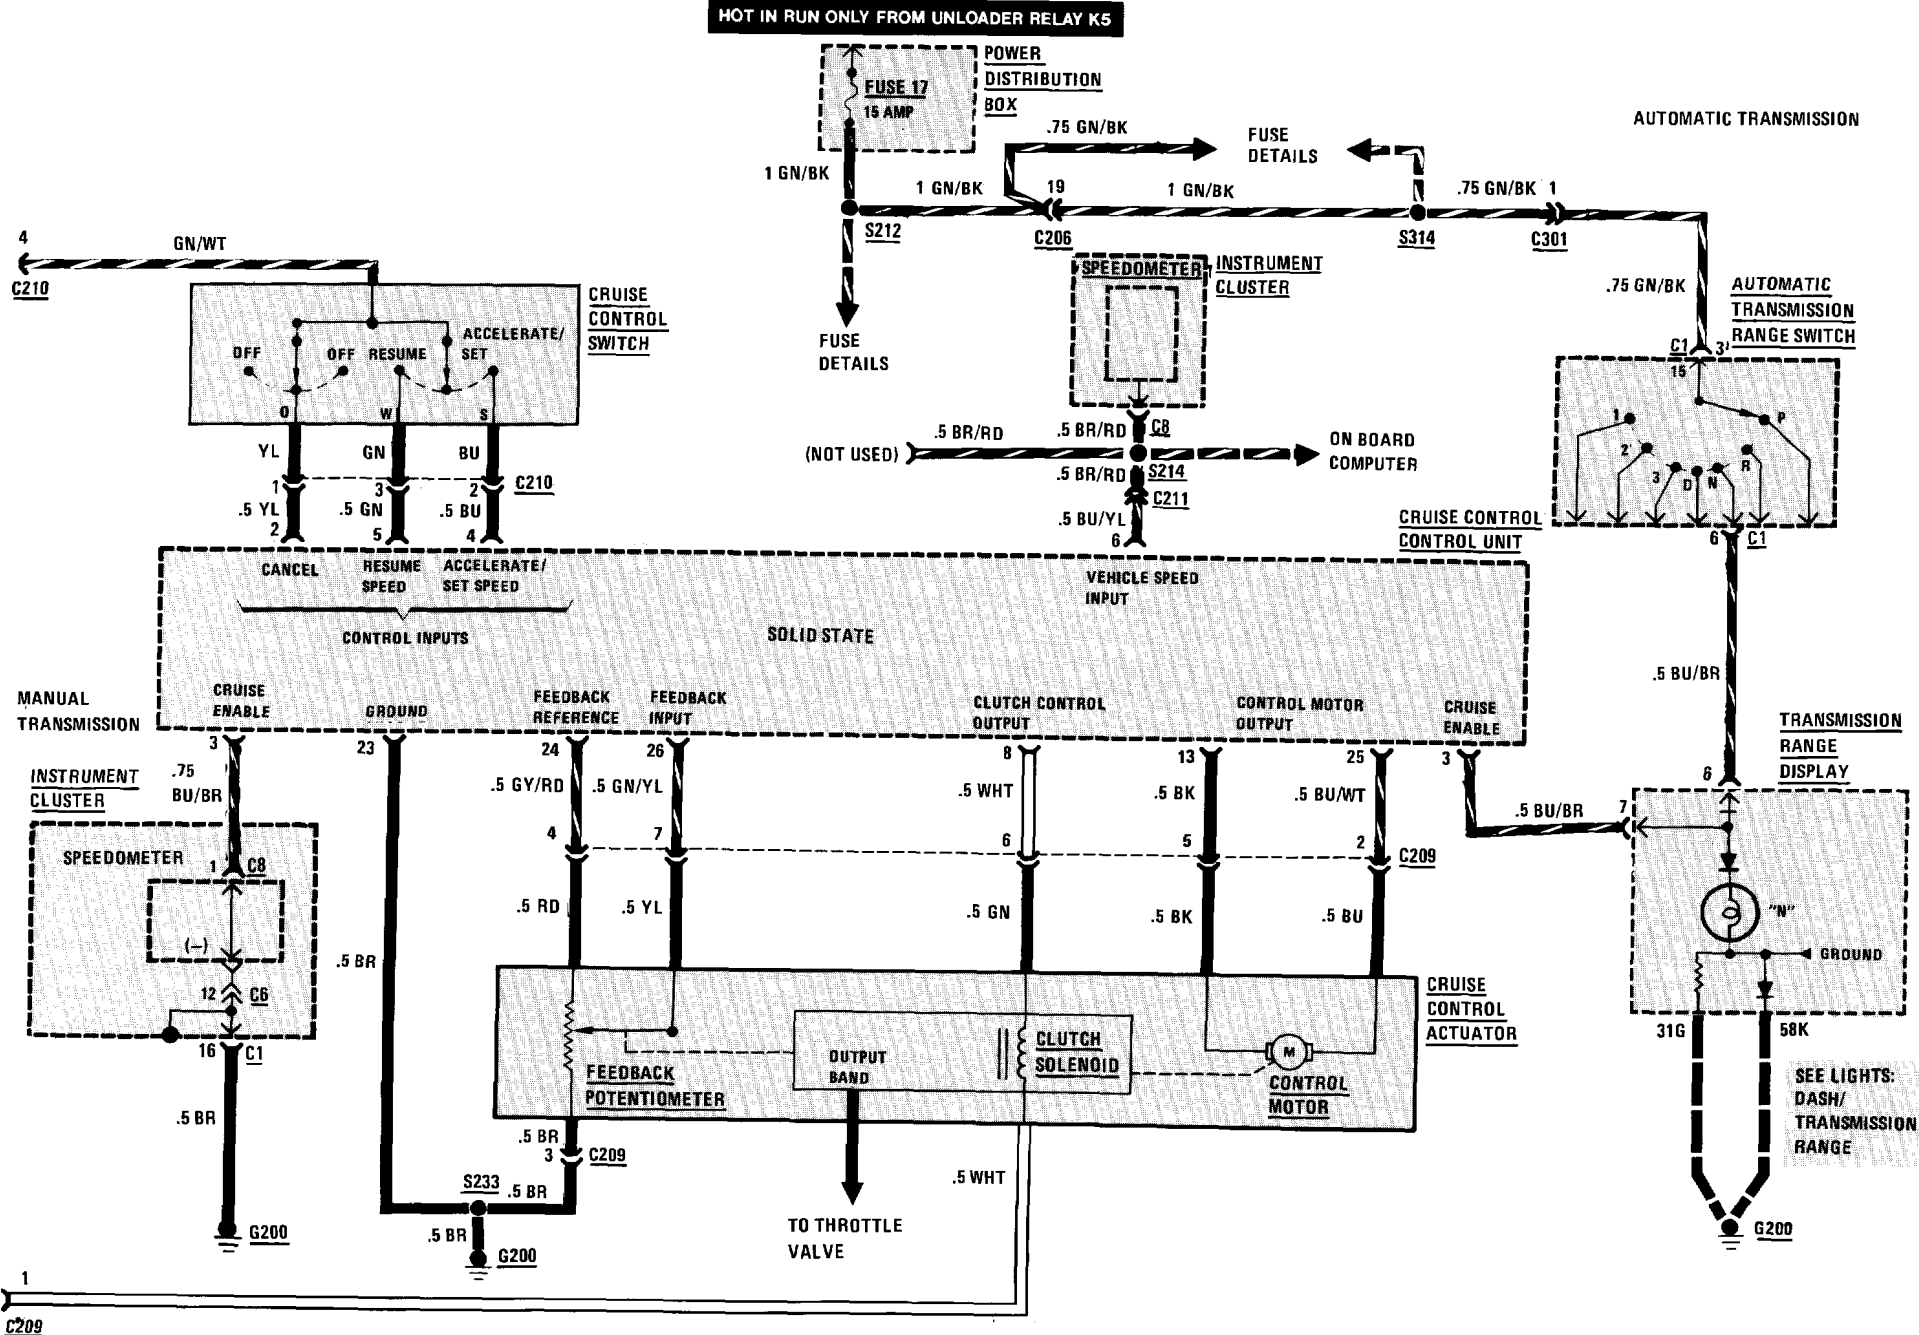 HOT IN RUN ONLY FROM UNLOADER RELAY K5
POWER
DISTRIBUTION
BOX
FUSE 17
15 AMP
AUTOMATIC TRANSMISSION
.75 GN/BK
FUSE
DETAILS
1 GN/BK
1 GN/BK
19
1 GN/BK
.75 GN/BK
1
S212
C206
S314
C301
4
GN/WT
C210
SPEEDOMETER
INSTRUMENT
CLUSTER
.75 GN/BK
AUTOMATIC
TRANSMISSION
RANGE SWITCH
CRUISE
CONTROL
SWITCH
FUSE
DETAILS
OFF
OFF
RESUME
ACCELERATE/
SET
O
W
S
C1
3
15
1
2
3
D
N
R
P
YL
GN
BU
1
3
2
C210
.5 YL
.5 GN
.5 BU
2
5
4
(NOT USED)
.5 BR/RD
.5 BR/RD
C8
ON BOARD
COMPUTER
.5 BR/RD
S214
C211
.5 BU/YL
6
CRUISE CONTROL
CONTROL UNIT
6
C1
CANCEL
RESUME
SPEED
ACCELERATE/
SET SPEED
CONTROL INPUTS
VEHICLE SPEED
INPUT
SOLID STATE
.5 BU/BR
MANUAL
TRANSMISSION
CRUISE
ENABLE
GROUND
FEEDBACK
REFERENCE
FEEDBACK
INPUT
CLUTCH CONTROL
OUTPUT
CONTROL MOTOR
OUTPUT
CRUISE
ENABLE
TRANSMISSION
RANGE
DISPLAY
3
23
24
26
8
13
25
3
6
.75
BU/BR
.5 GY/RD
.5 GN/YL
.5 WHT
.5 BK
.5 BU/WT
.5 BU/BR
7
INSTRUMENT
CLUSTER
SPEEDOMETER
1
C8
4
7
6
5
2
C209
(–)
.5 RD
.5 YL
.5 GN
.5 BK
.5 BU
"N"
GROUND
.5 BR
12
C6
16
C1
31G
58K
CRUISE
CONTROL
ACTUATOR
FEEDBACK
POTENTIOMETER
OUTPUT
BAND
CLUTCH
SOLENOID
M
CONTROL
MOTOR
SEE LIGHTS:
DASH/
TRANSMISSION
RANGE
.5 BR
.5 BR
3
C209
S233
.5 BR
.5 WHT
.5 BR
G200
G200
TO THROTTLE
VALVE
G200
1
C209